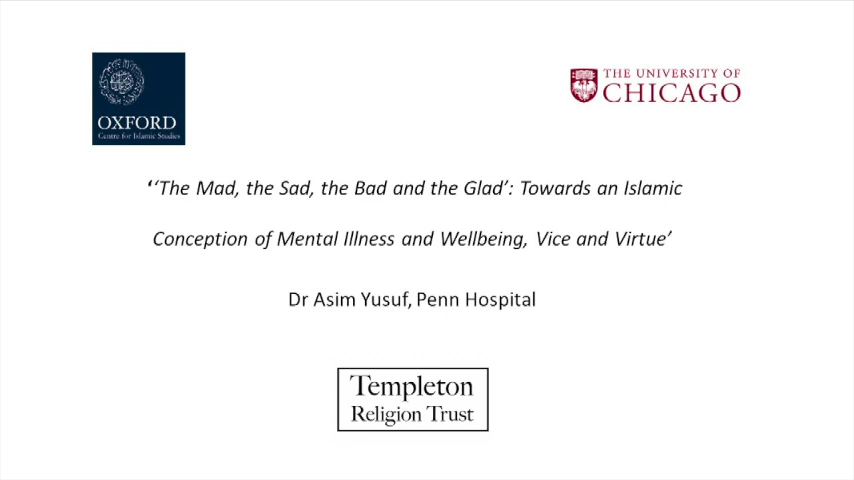 OXFORD
Centre for Islamic Studies
THE UNIVERSITY OF
CHICAGO
‘‘The Mad, the Sad, the Bad and the Glad’: Towards an Islamic
Conception of Mental Illness and Wellbeing, Vice and Virtue’
Dr Asim Yusuf, Penn Hospital
Templeton
Religion Trust